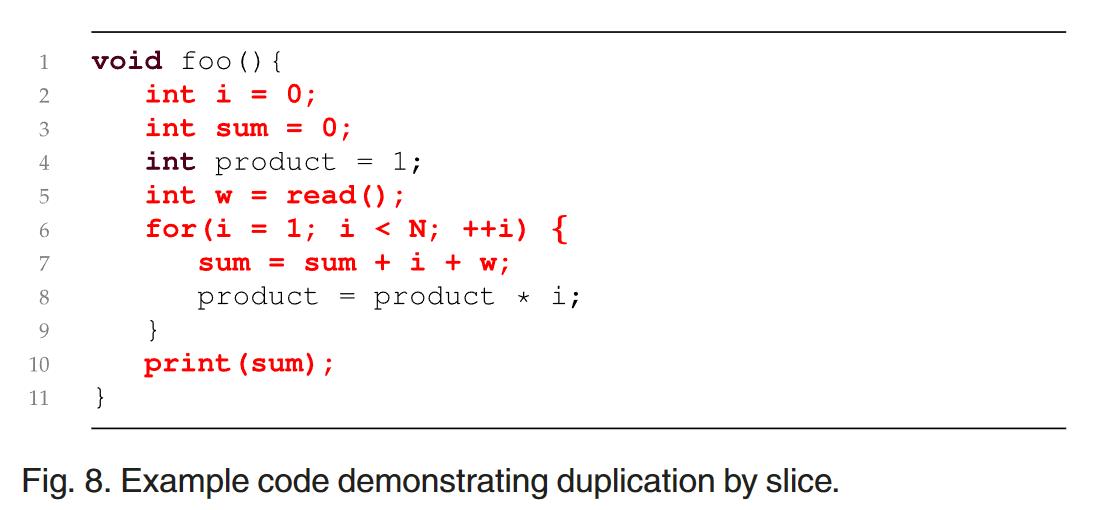 1 void foo(){
2 int i = 0;
3 int sum = 0;
4 int product = 1;
5 int w = read();
6 for(i = 1; i < N; ++i) {
7 sum = sum + i + w;
8 product = product * i;
9 }
10 print(sum);
11 }
Fig. 8. Example code demonstrating duplication by slice.